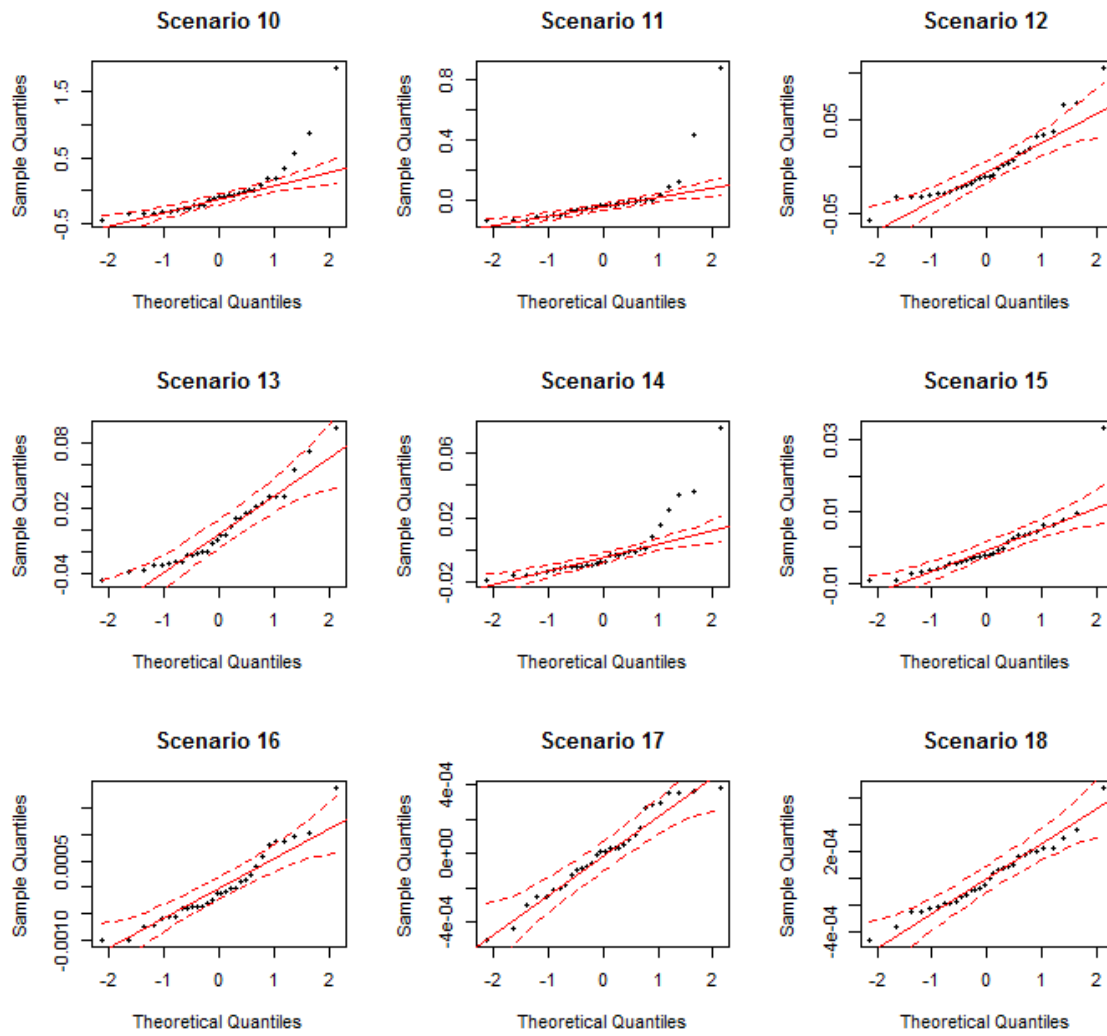 Scenario 10
Sample Quantiles
1.5
0.5
-0.5
-2 -1 0 1 2
Theoretical Quantiles
Scenario 11
Sample Quantiles
0.8
0.4
0.0
-2 -1 0 1 2
Theoretical Quantiles
Scenario 12
Sample Quantiles
0.05
-0.05
-2 -1 0 1 2
Theoretical Quantiles
Scenario 13
Sample Quantiles
0.08
0.02
-0.04
-2 -1 0 1 2
Theoretical Quantiles
Scenario 14
Sample Quantiles
0.06
0.02
-0.02
-2 -1 0 1 2
Theoretical Quantiles
Scenario 15
Sample Quantiles
0.03
0.01
-0.01
-2 -1 0 1 2
Theoretical Quantiles
Scenario 16
Sample Quantiles
0.0005
-0.0010
-2 -1 0 1 2
Theoretical Quantiles
Scenario 17
Sample Quantiles
4e-04
0e+00
-4e-04
-2 -1 0 1 2
Theoretical Quantiles
Scenario 18
Sample Quantiles
2e-04
-4e-04
-2 -1 0 1 2
Theoretical Quantiles